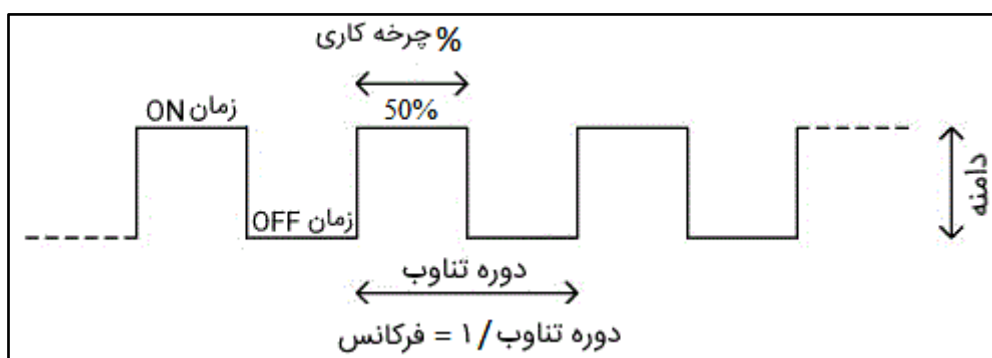 % چرخه کاری
50%
زمان ON
زمان OFF
دامنه
دوره تناوب
فرکانس = ۱ / دوره تناوب